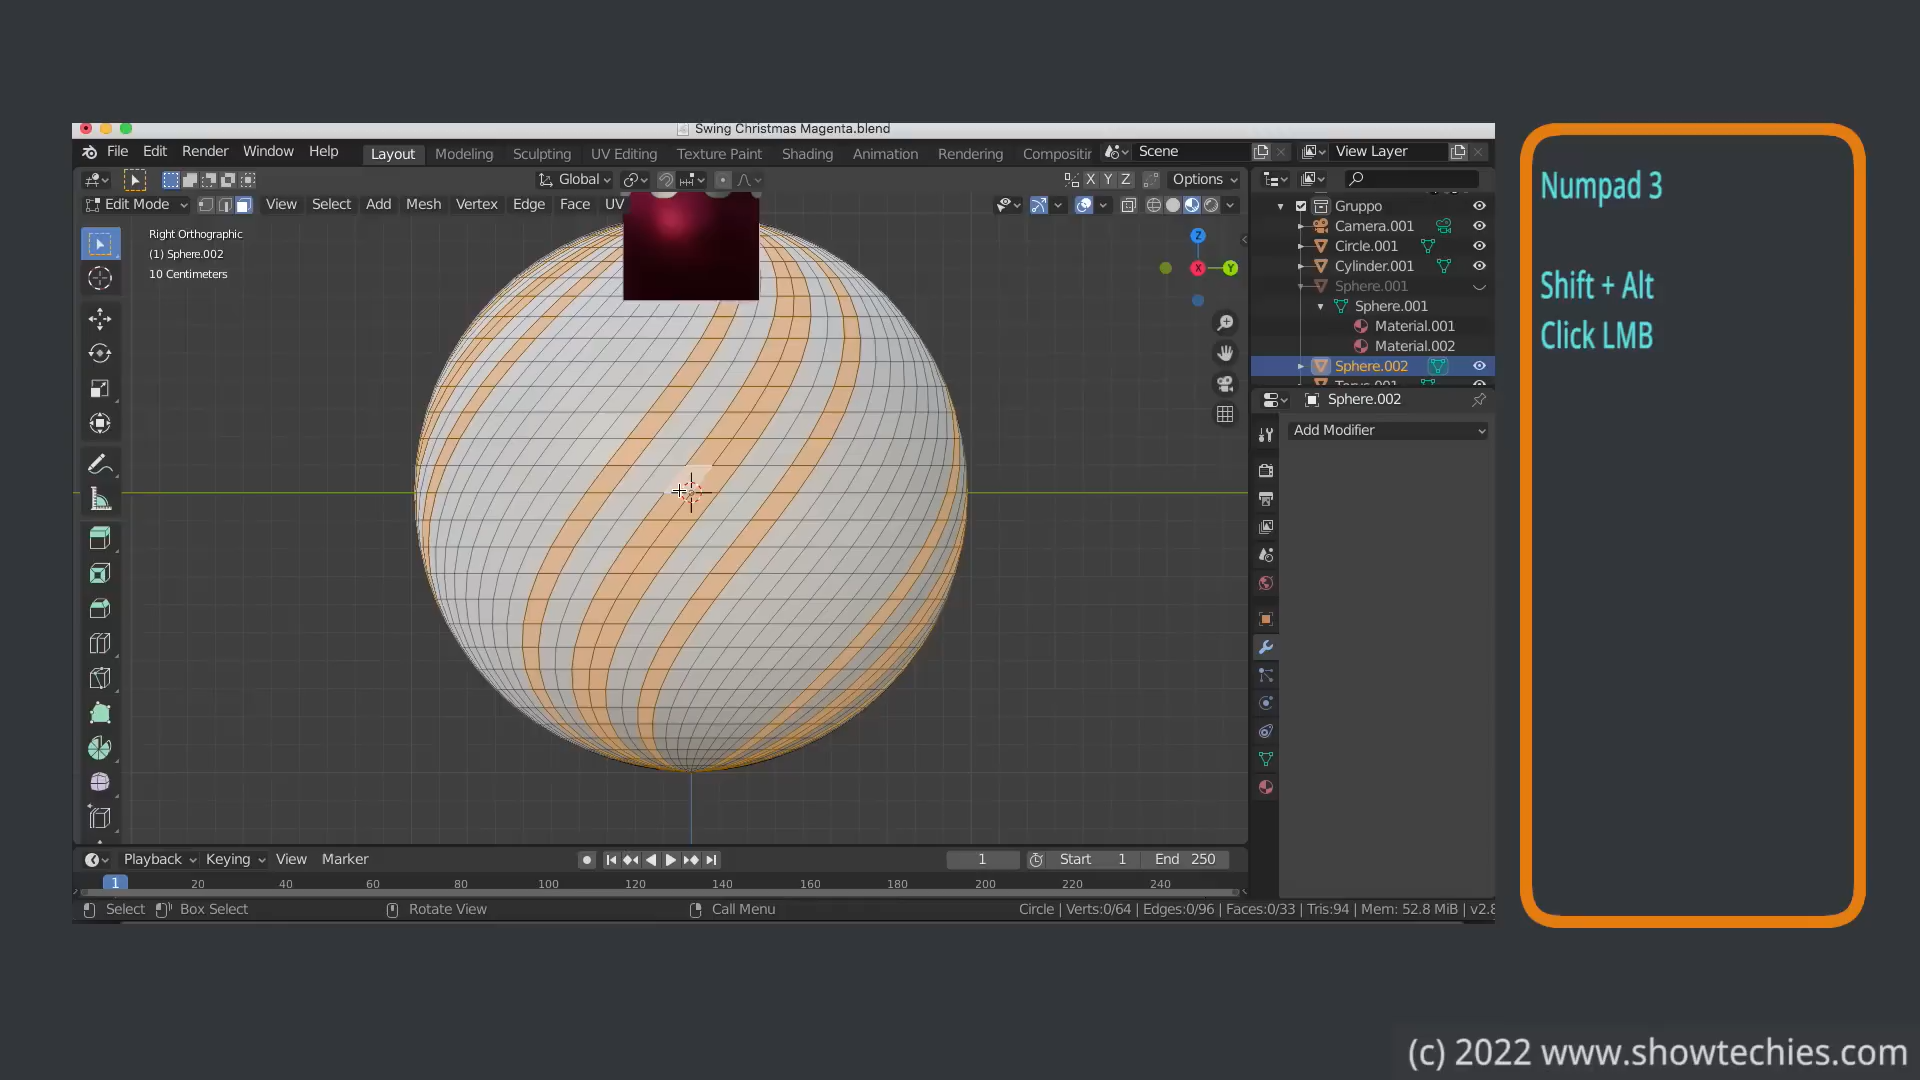 Swing Christmas Magenta.blend
File Edit Render Window Help Layout Modeling Sculpting UV Editing Texture Paint Shading Animation Rendering Compositin Scene View Layer
Global X Y Z Options
Edit Mode View Select Add Mesh Vertex Edge Face UV
Right Orthographic
(1) Sphere.002
10 Centimeters
Z
X
Y
Gruppo
Camera.001
Circle.001
Cylinder.001
Sphere.001
Sphere.001
Material.001
Material.002
Sphere.002
Torus.001
Sphere.002
Add Modifier
Numpad 3
Shift + Alt
Click LMB
Playback Keying View Marker 1 Start 1 End 250
1 20 40 60 80 100 120 140 160 180 200 220 240
Select Box Select Rotate View Call Menu Circle | Verts:0/64 | Edges:0/96 | Faces:0/33 | Tris:94 | Mem: 52.8 MiB | v2.8
(c) 2022 www.showtechies.com